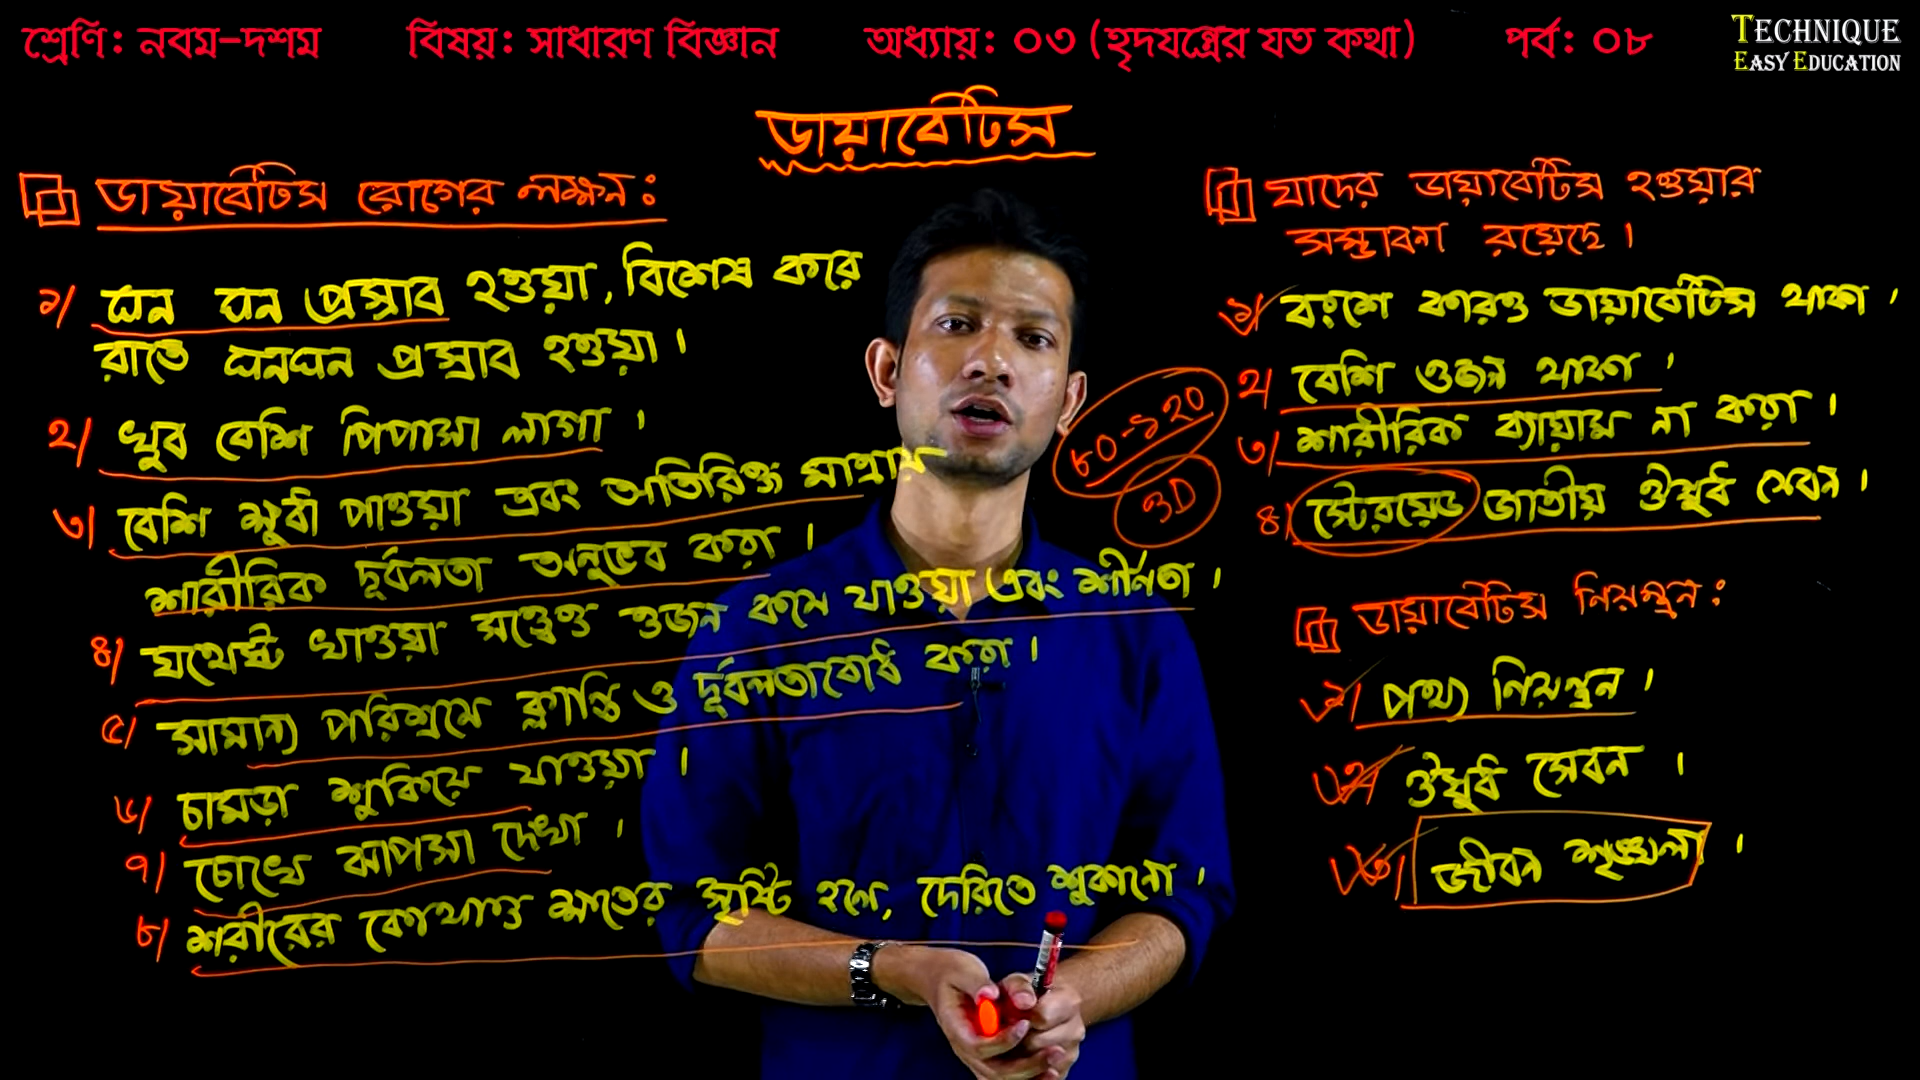 শ্রেণি: নবম-দশম বিষয়: সাধারণ বিজ্ঞান অধ্যায়: ০৩ (হৃদযন্ত্রের যত কথা) পর্ব: ০৮
TECHNIQUE
EASY EDUCATION
ডায়াবেটিস
ডায়াবেটিস রোগের লক্ষন:
১/ ঘন ঘন প্রস্রাব হওয়া, বিশেষ করে
রাতে ঘনঘন প্রস্রাব হওয়া।
২/ খুব বেশি পিপাসা লাগা।
৩/ বেশি ক্ষুধা পাওয়া এবং অতিরিক্ত মাত্রায়
শারীরিক দূর্বলতা অনুভব করা।
৪/ যথেষ্ট খাওয়া সত্ত্বেও ওজন কমে যাওয়া এবং শীর্নতা।
৫/ সামান্য পরিশ্রমে ক্লান্তি ও দূর্বলতাবোধ করা।
৬/ চামড়া শুকিয়ে যাওয়া।
৭/ চোখে ঝাপসা দেখা।
৮/ শরীরের কোথাও ক্ষতের সৃষ্টি হলে, দেরিতে শুকানো।
৮০-১২০
3D
যাদের ডায়াবেটিস হওয়ার
সম্ভাবনা রয়েছে।
১/ বংশে কারও ডায়াবেটিস থাকা।
২/ বেশি ওজন থাকা।
৩/ শারীরিক ব্যায়াম না করা।
৪/ স্টেরয়েড জাতীয় ঔষুধ সেবন।
ডায়াবেটিস নিয়ন্ত্রন:
১/ পথ্য নিয়ন্ত্রন।
২/ ঔষুধ সেবন।
৩/ জীবন শৃঙ্খলা।